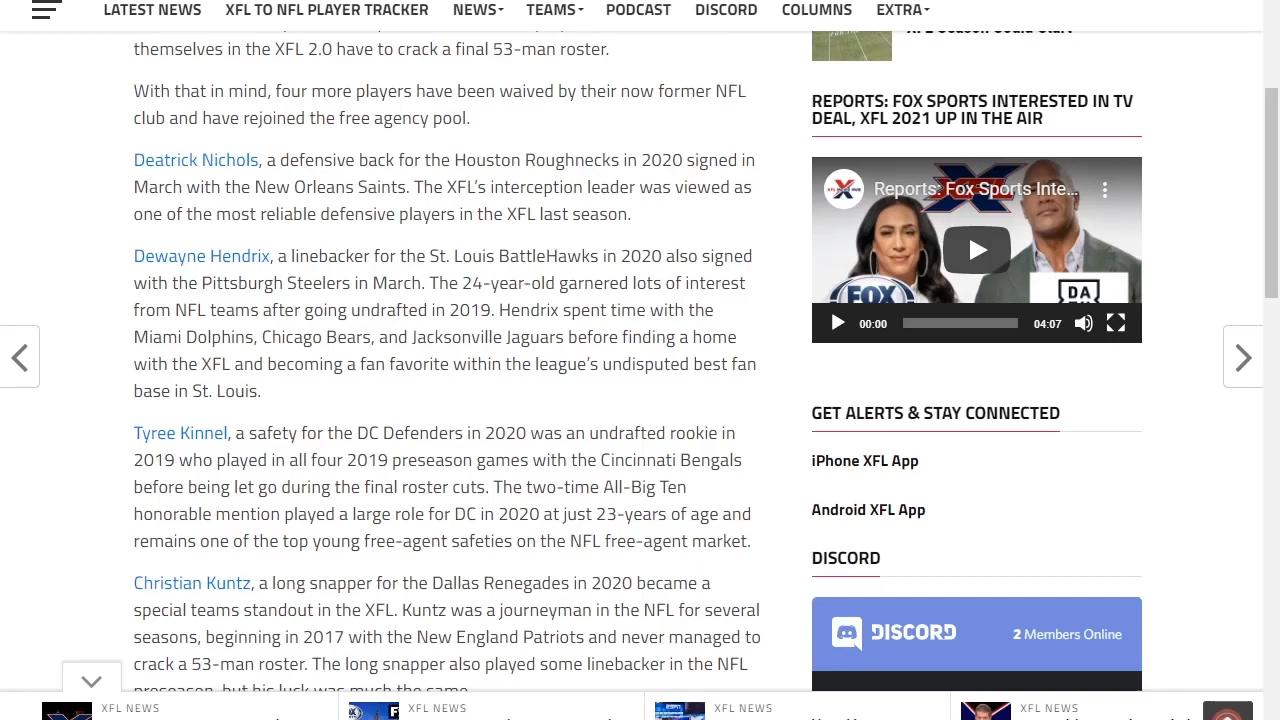 LATEST NEWS XFL TO NFL PLAYER TRACKER NEWS TEAMS PODCAST DISCORD COLUMNS EXTRA
themselves in the XFL 2.0 have to crack a final 53-man roster.
With that in mind, four more players have been waived by their now former NFL
club and have rejoined the free agency pool.
Deatrick Nichols, a defensive back for the Houston Roughnecks in 2020 signed in
March with the New Orleans Saints. The XFL’s interception leader was viewed as
one of the most reliable defensive players in the XFL last season.
Dewayne Hendrix, a linebacker for the St. Louis BattleHawks in 2020 also signed
with the Pittsburgh Steelers in March. The 24-year-old garnered lots of interest
from NFL teams after going undrafted in 2019. Hendrix spent time with the
Miami Dolphins, Chicago Bears, and Jacksonville Jaguars before finding a home
with the XFL and becoming a fan favorite within the league’s undisputed best fan
base in St. Louis.
Tyree Kinnel, a safety for the DC Defenders in 2020 was an undrafted rookie in
2019 who played in all four 2019 preseason games with the Cincinnati Bengals
before being let go during the final roster cuts. The two-time All-Big Ten
honorable mention played a large role for DC in 2020 at just 23-years of age and
remains one of the top young free-agent safeties on the NFL free-agent market.
Christian Kuntz, a long snapper for the Dallas Renegades in 2020 became a
special teams standout in the XFL. Kuntz was a journeyman in the NFL for several
seasons, beginning in 2017 with the New England Patriots and never managed to
crack a 53-man roster. The long snapper also played some linebacker in the NFL
preseason, but his luck was much the same.
XFL Season Could Start
REPORTS: FOX SPORTS INTERESTED IN TV
DEAL, XFL 2021 UP IN THE AIR
Reports: Fox Sports Inte...
FOX
DA
00:00 04:07
GET ALERTS & STAY CONNECTED
iPhone XFL App
Android XFL App
DISCORD
DISCORD 2 Members Online
XFL NEWS XFL NEWS XFL NEWS XFL NEWS